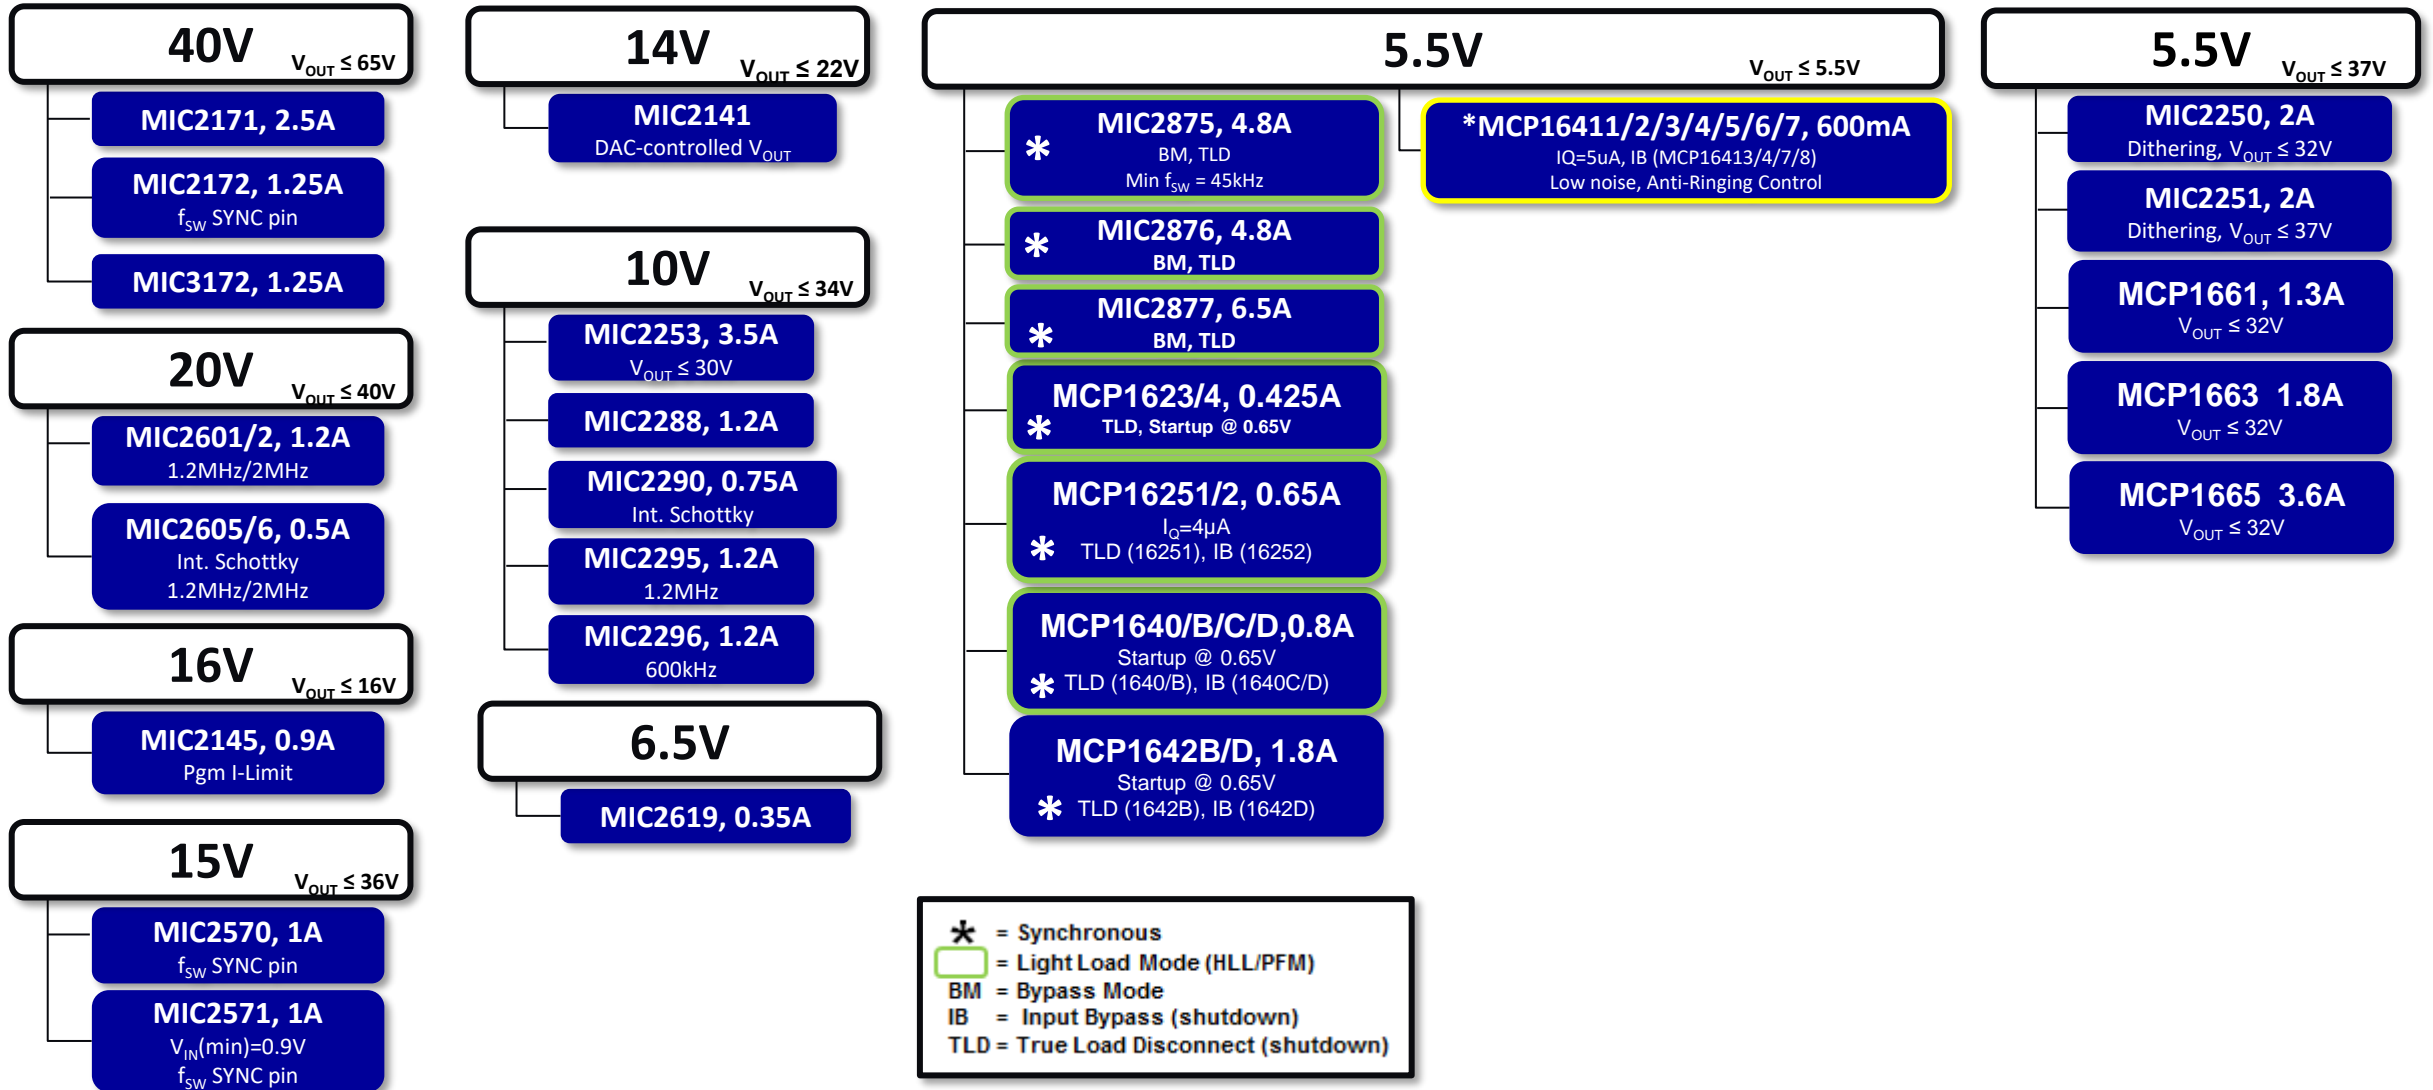 40V
VOUT ≤ 65V
MIC2171, 2.5A
MIC2172, 1.25A
fSW SYNC pin
MIC3172, 1.25A
20V
VOUT ≤ 40V
MIC2601/2, 1.2A
1.2MHz/2MHz
MIC2605/6, 0.5A
Int. Schottky
1.2MHz/2MHz
16V
VOUT ≤ 16V
MIC2145, 0.9A
Pgm I-Limit
15V
VOUT ≤ 36V
MIC2570, 1A
fSW SYNC pin
MIC2571, 1A
VIN(min)=0.9V
fSW SYNC pin
14V
VOUT ≤ 22V
MIC2141
DAC-controlled VOUT
10V
VOUT ≤ 34V
MIC2253, 3.5A
VOUT ≤ 30V
MIC2288, 1.2A
MIC2290, 0.75A
Int. Schottky
MIC2295, 1.2A
1.2MHz
MIC2296, 1.2A
600kHz
6.5V
MIC2619, 0.35A
5.5V
VOUT ≤ 5.5V
MIC2875, 4.8A
* BM, TLD
Min fSW = 45kHz
MIC2876, 4.8A
* BM, TLD
MIC2877, 6.5A
* BM, TLD
MCP1623/4, 0.425A
* TLD, Startup @ 0.65V
MCP16251/2, 0.65A
IQ=4µA
* TLD (16251), IB (16252)
MCP1640/B/C/D,0.8A
Startup @ 0.65V
* TLD (1640/B), IB (1640C/D)
MCP1642B/D, 1.8A
Startup @ 0.65V
* TLD (1642B), IB (1642D)
*MCP16411/2/3/4/5/6/7, 600mA
IQ=5uA, IB (MCP16413/4/7/8)
Low noise, Anti-Ringing Control
5.5V
VOUT ≤ 37V
MIC2250, 2A
Dithering, VOUT ≤ 32V
MIC2251, 2A
Dithering, VOUT ≤ 37V
MCP1661, 1.3A
VOUT ≤ 32V
MCP1663 1.8A
VOUT ≤ 32V
MCP1665 3.6A
VOUT ≤ 32V
* = Synchronous
= Light Load Mode (HLL/PFM)
BM = Bypass Mode
IB = Input Bypass (shutdown)
TLD = True Load Disconnect (shutdown)